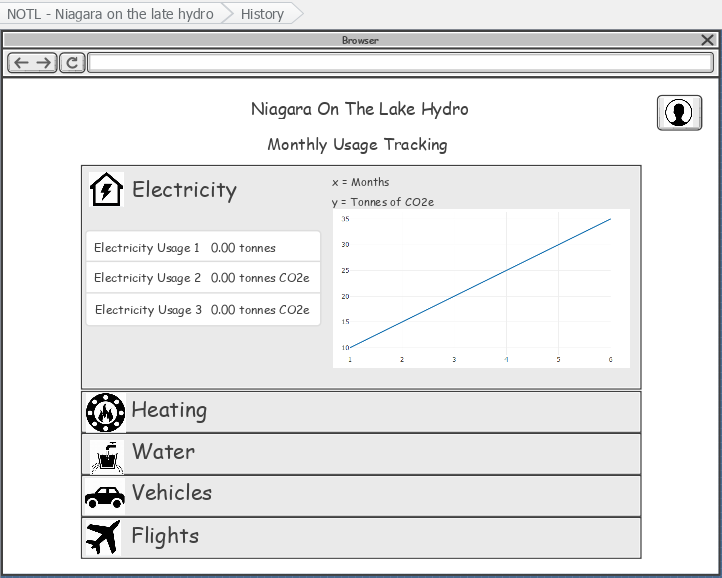 NOTL - Niagara on the late hydro
History
Browser
Niagara On The Lake Hydro
Monthly Usage Tracking
Electricity
x = Months
y = Tonnes of CO2e
Electricity Usage 1 0.00 tonnes
Electricity Usage 2 0.00 tonnes CO2e
Electricity Usage 3 0.00 tonnes CO2e
35
30
25
20
15
10
1 2 3 4 5 6
Heating
Water
Vehicles
Flights